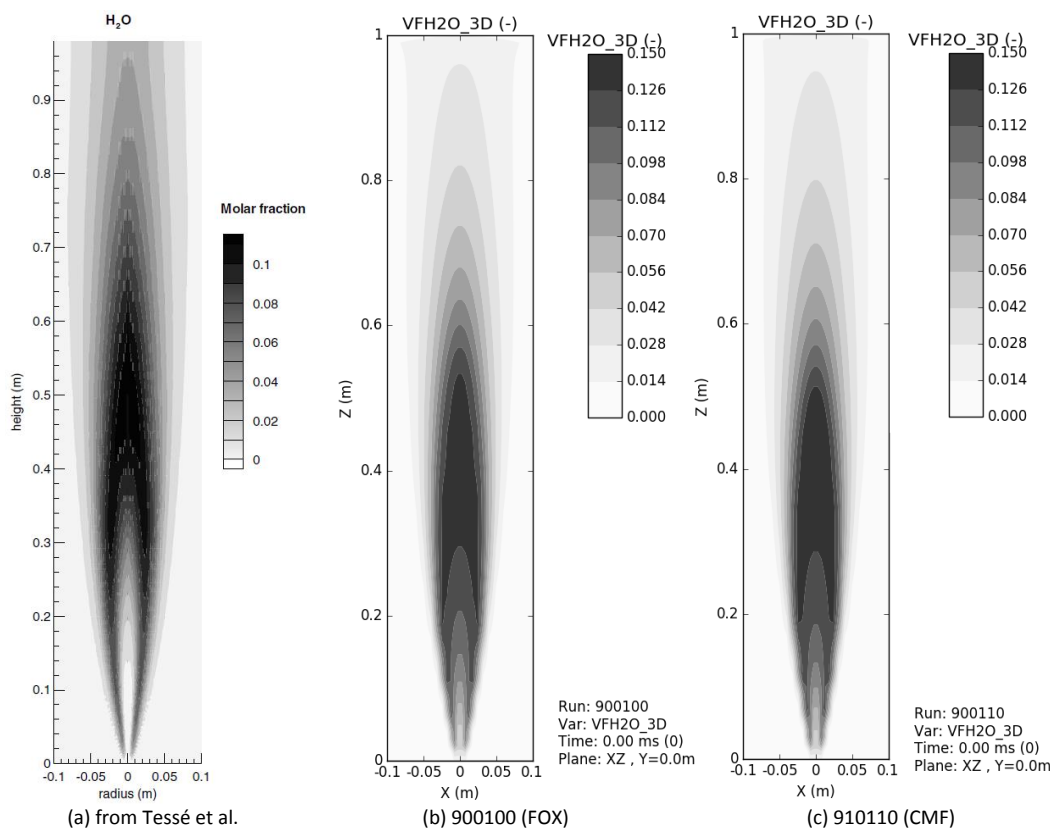 H₂O
0.9
0.8
0.7
0.6
0.5
0.4
0.3
0.2
0.1
0
height (m)
-0.1 -0.05 0 0.05 0.1
radius (m)
Molar fraction
0.1
0.08
0.06
0.04
0.02
0
(a) from Tessé et al.
VFH2O_3D (-)
1
0.8
0.6
0.4
0.2
0
Z (m)
-0.1 -0.05 0 0.05 0.1
X (m)
VFH2O_3D (-)
0.150
0.126
0.112
0.098
0.084
0.070
0.056
0.042
0.028
0.014
0.000
Run: 900100
Var: VFH2O_3D
Time: 0.00 ms (0)
Plane: XZ , Y=0.0m
(b) 900100 (FOX)
VFH2O_3D (-)
1
0.8
0.6
0.4
0.2
0
Z (m)
-0.1 -0.05 0 0.05 0.1
X (m)
VFH2O_3D (-)
0.150
0.126
0.112
0.098
0.084
0.070
0.056
0.042
0.028
0.014
0.000
Run: 900110
Var: VFH2O_3D
Time: 0.00 ms (0)
Plane: XZ , Y=0.0m
(c) 910110 (CMF)